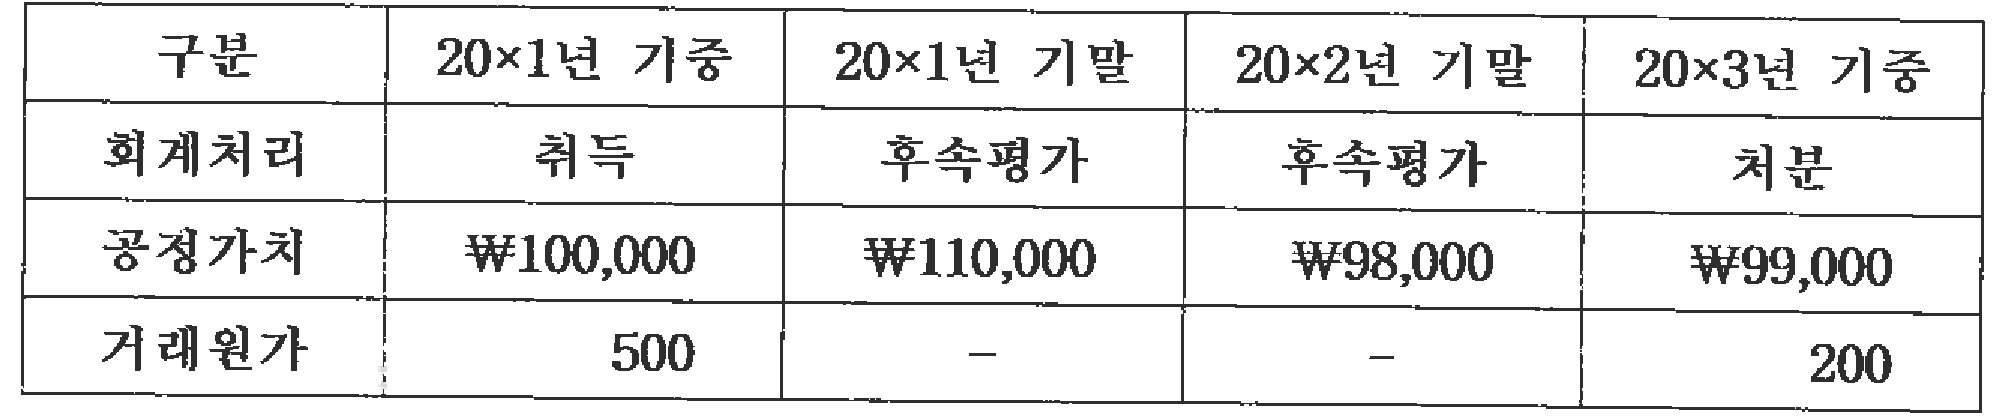 구분 20×1년 기중 20×1년 기말 20×2년 기말 20×3년 기중
회계처리 취득 후속평가 후속평가 처분
공정가치 ₩100,000 ₩110,000 ₩98,000 ₩99,000
거래원가 500 – – 200